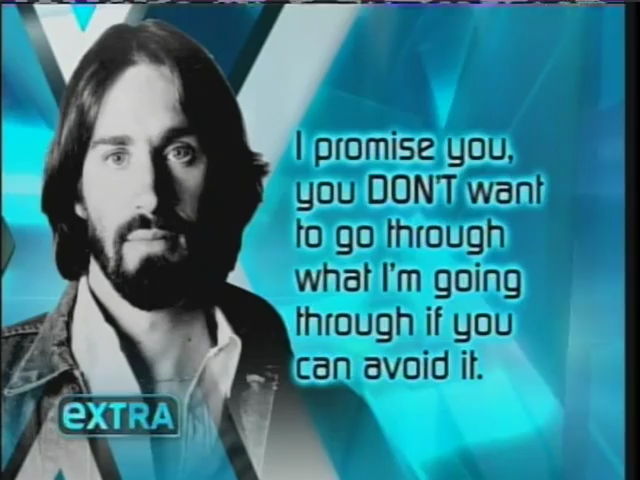 I promise you,
you DON'T want
to go through
what I'm going
through if you
can avoid it.
eXTRA